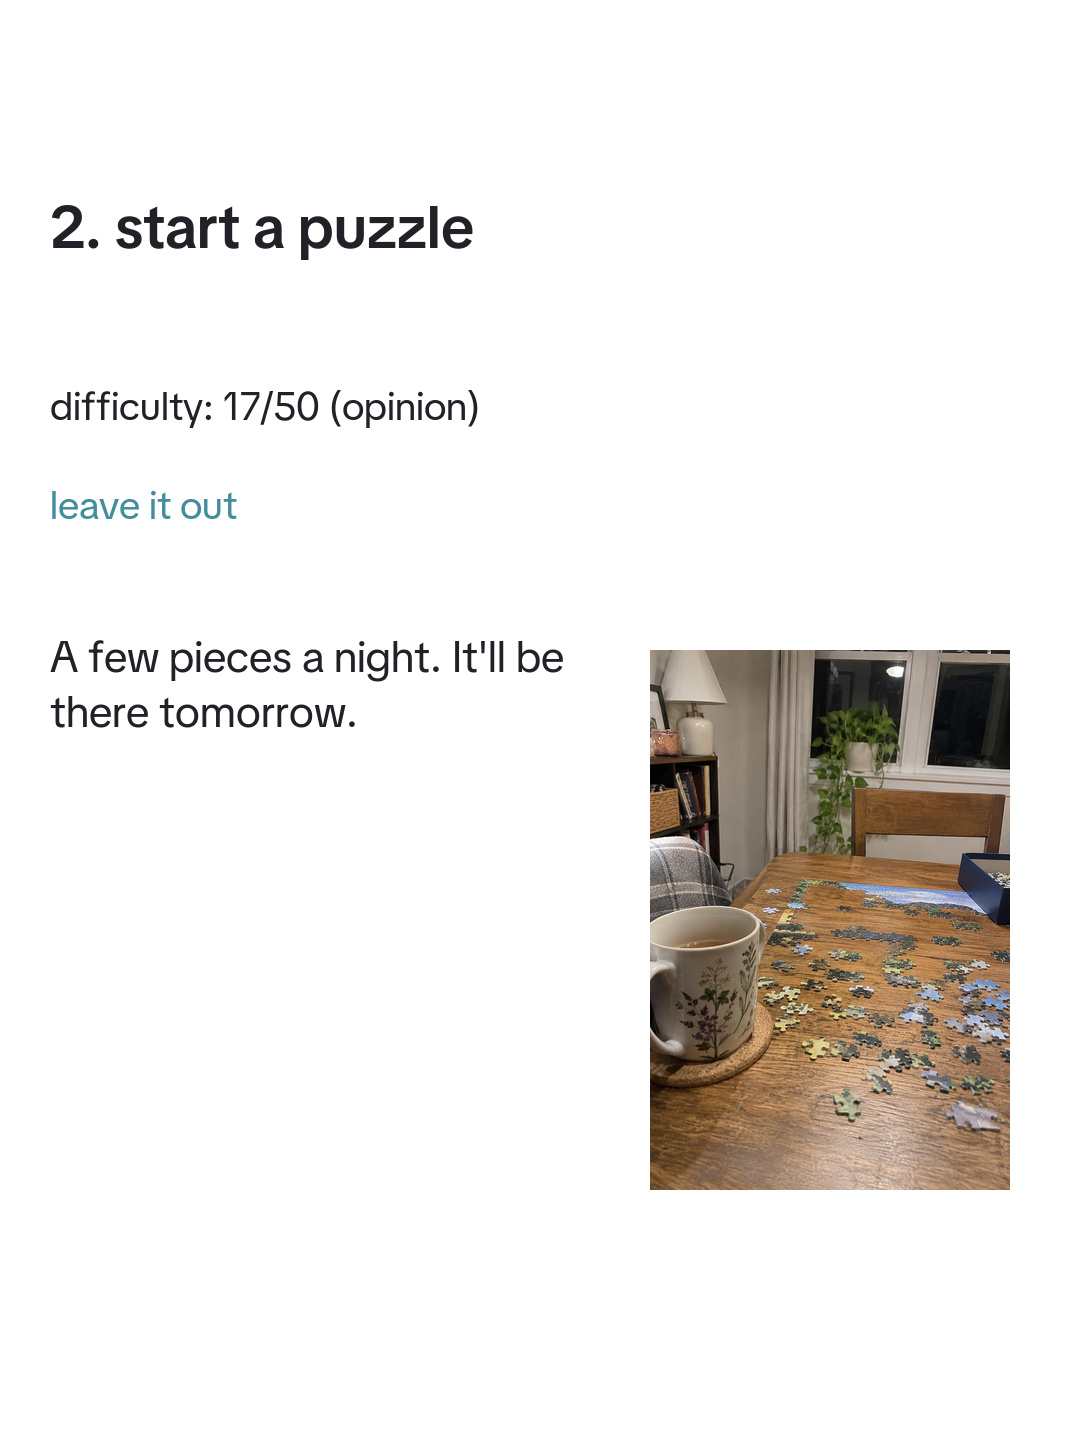 2. start a puzzle
difficulty: 17/50 (opinion)
leave it out
A few pieces a night. It'll be
there tomorrow.